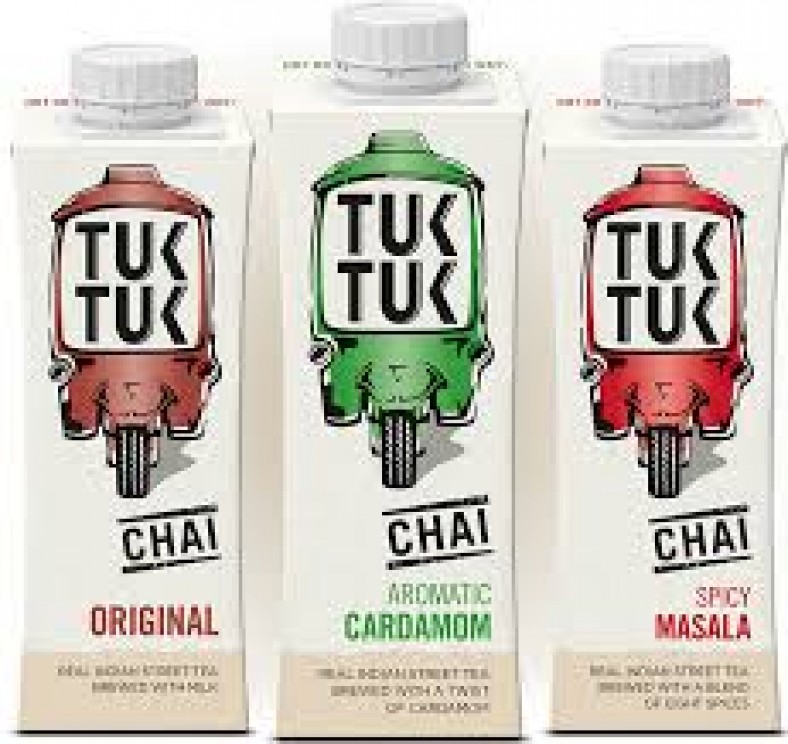 TUK
TUK
CHAI
ORIGINAL
REAL INDIAN STREET TEA
BREWED WITH MILK
TUK
TUK
CHAI
AROMATIC
CARDAMOM
REAL INDIAN STREET TEA
BREWED WITH A TWIST
OF CARDAMOM
TUK
TUK
CHAI
SPICY
MASALA
REAL INDIAN STREET TEA
BREWED WITH A BLEND
OF EIGHT SPICES